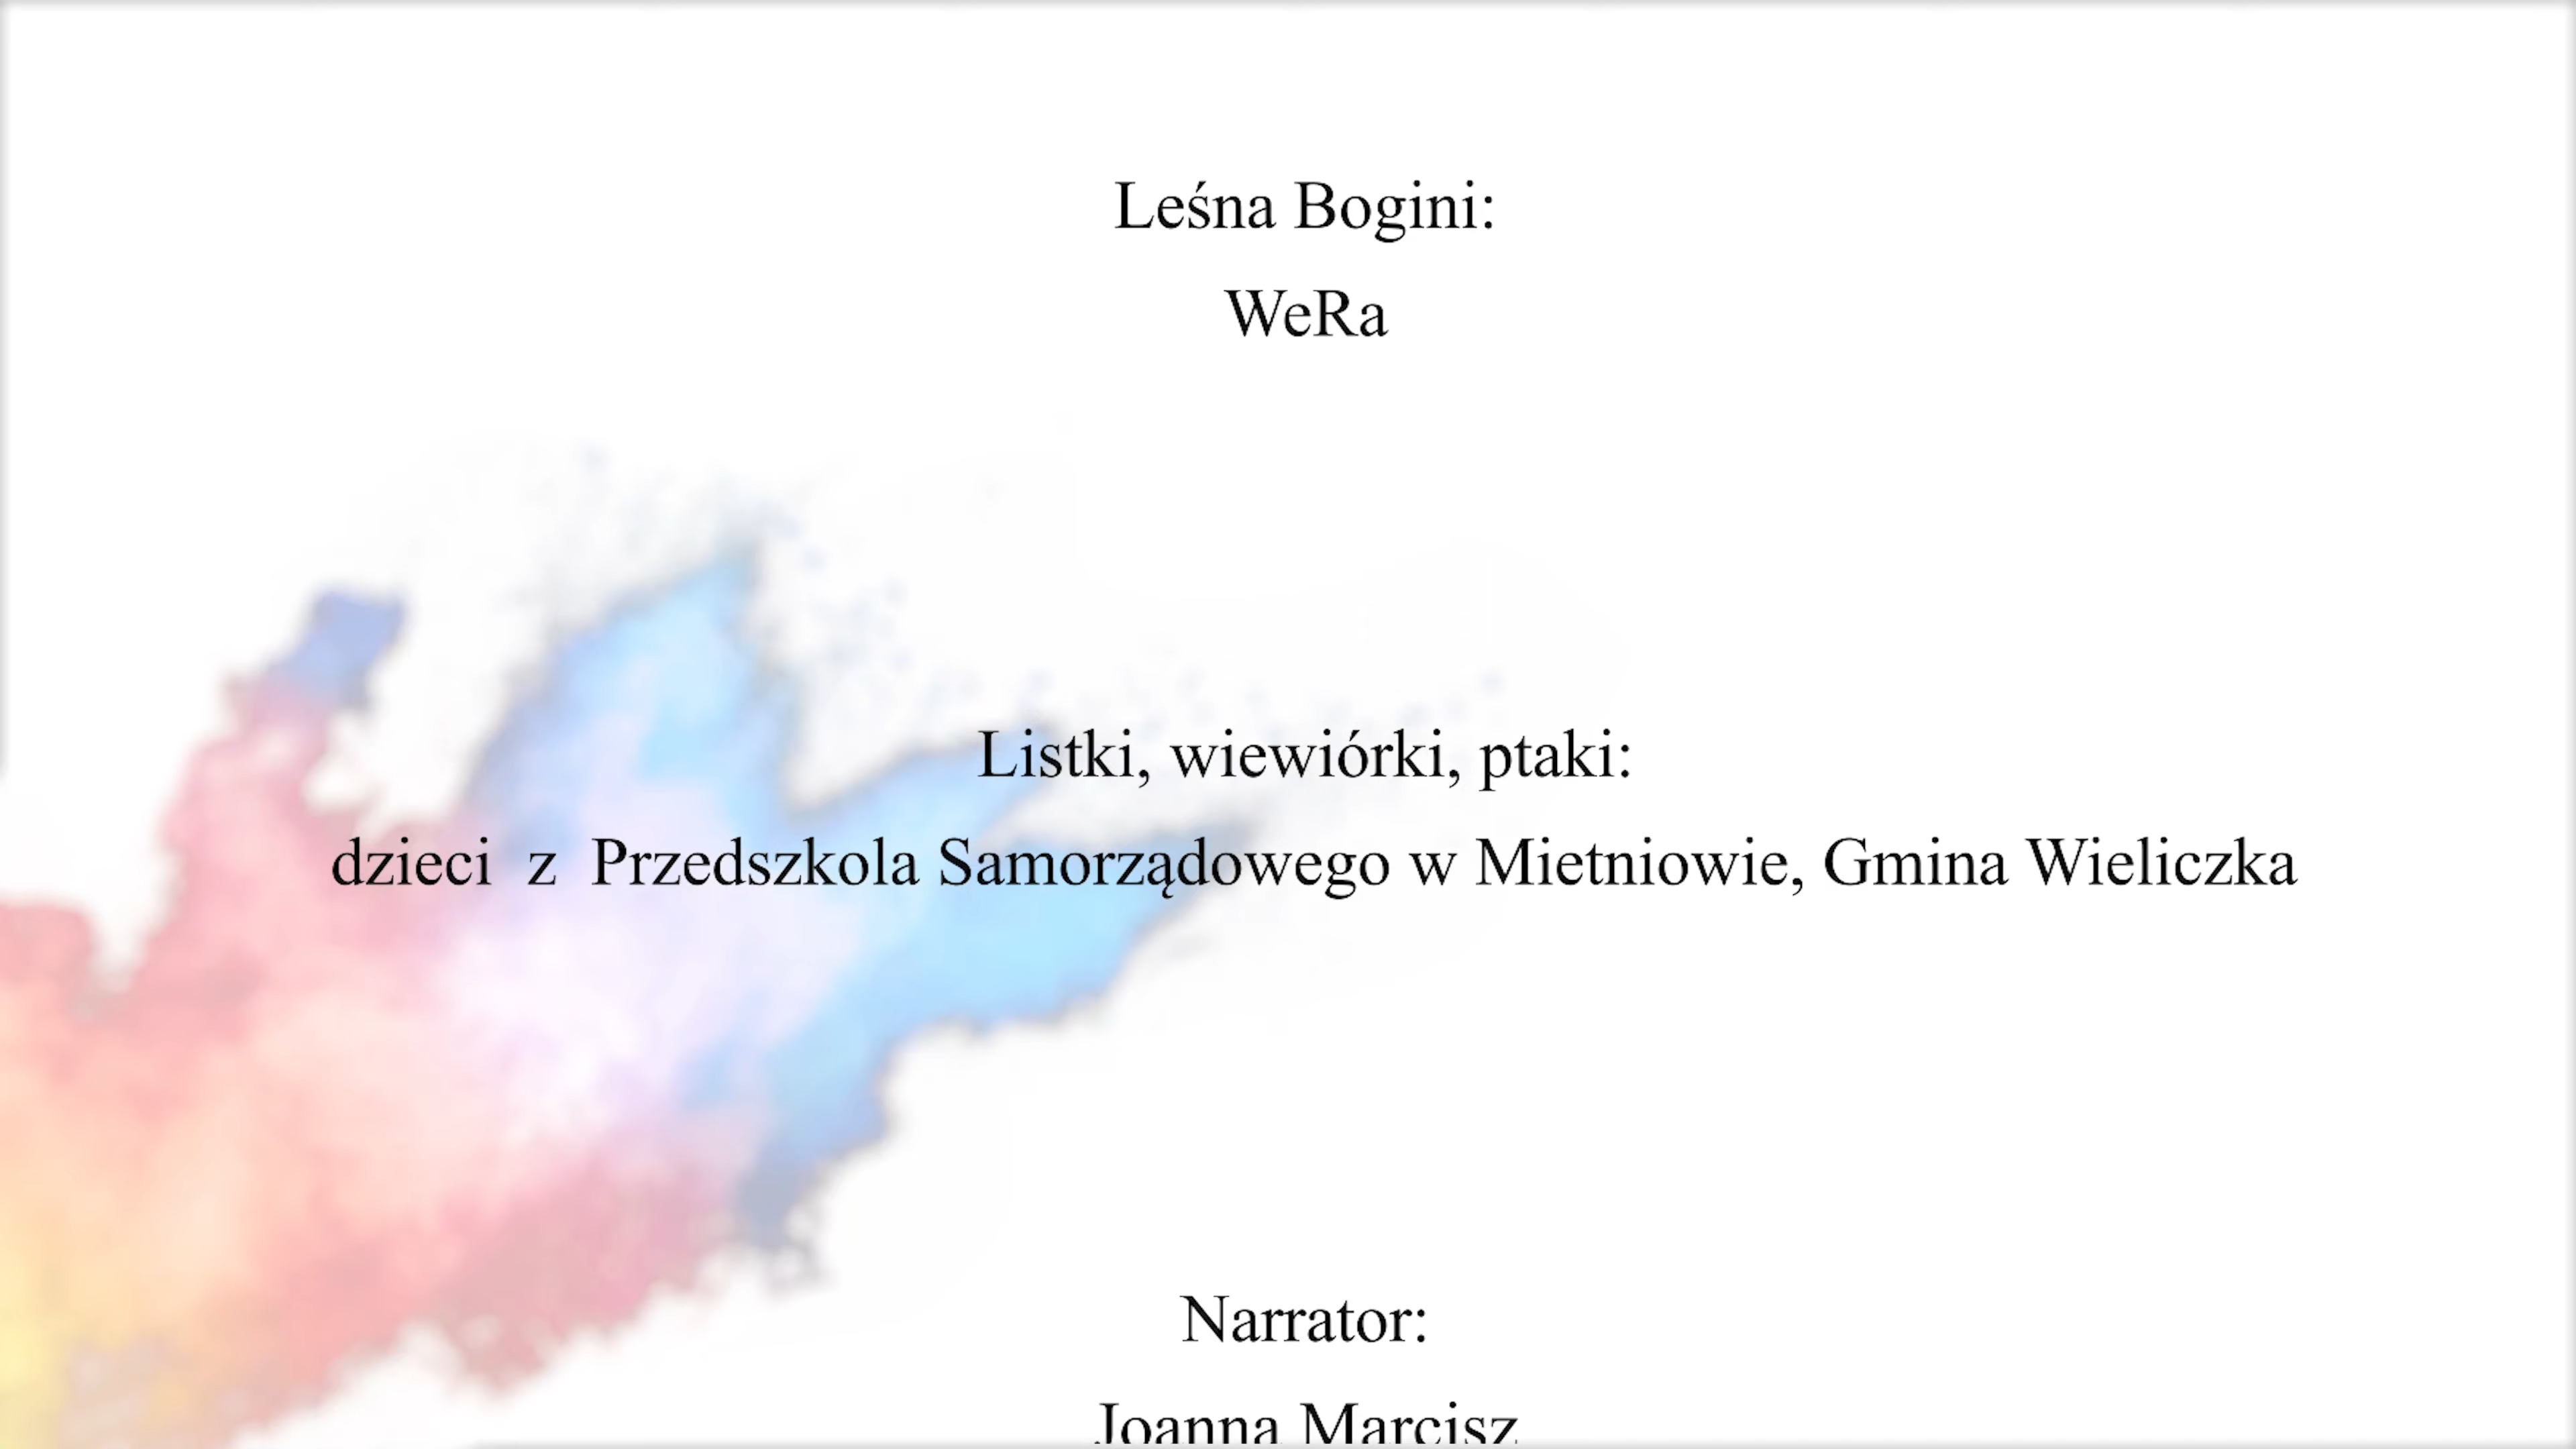 Leśna Bogini:
WeRa
Listki, wiewiórki, ptaki:
dzieci z Przedszkola Samorządowego w Mietniowie, Gmina Wieliczka
Narrator:
Joanna Marcisz